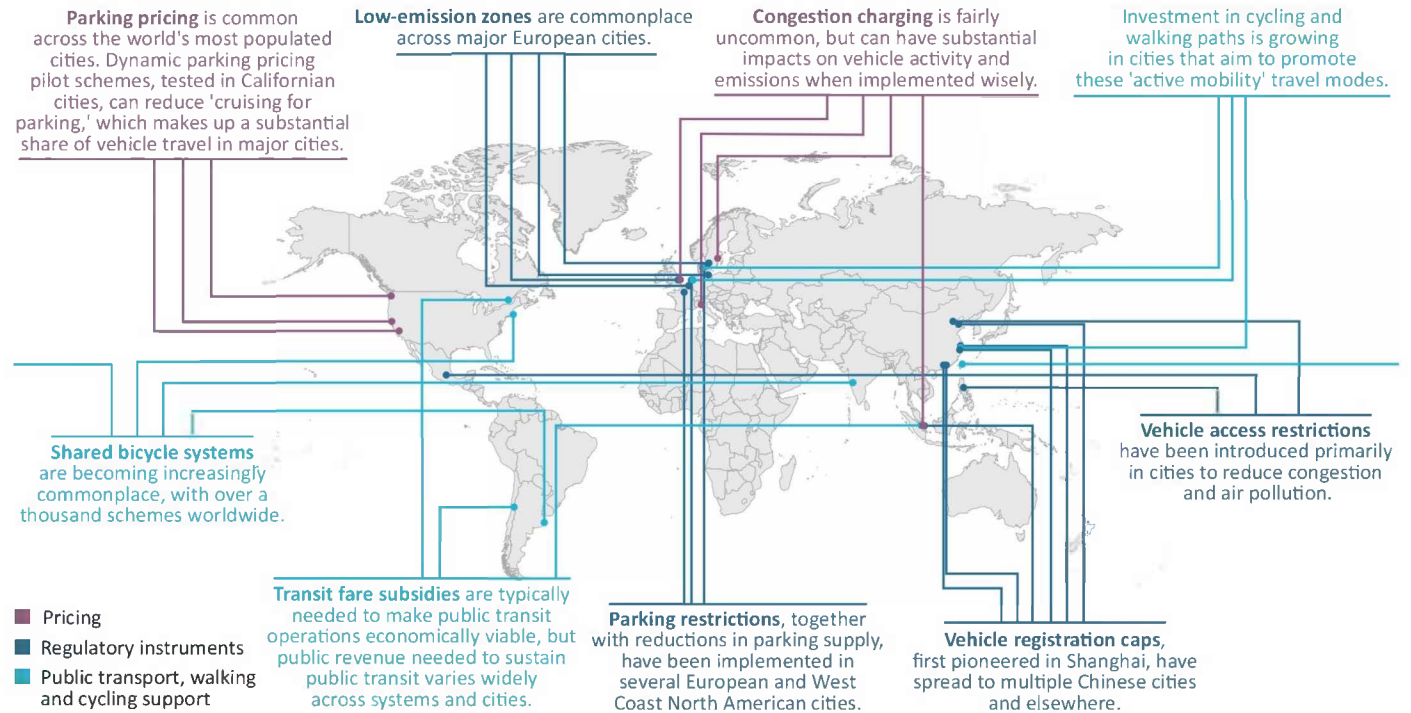 Parking pricing is common
across the world's most populated
cities. Dynamic parking pricing
pilot schemes, tested in Californian
cities, can reduce 'cruising for
parking,' which makes up a substantial
share of vehicle travel in major cities.
Low-emission zones are commonplace
across major European cities.
Congestion charging is fairly
uncommon, but can have substantial
impacts on vehicle activity and
emissions when implemented wisely.
Investment in cycling and
walking paths is growing
in cities that aim to promote
these 'active mobility' travel modes.
Shared bicycle systems
are becoming increasingly
commonplace, with over a
thousand schemes worldwide.
Vehicle access restrictions
have been introduced primarily
in cities to reduce congestion
and air pollution.
Pricing
Regulatory instruments
Public transport, walking
and cycling support
Transit fare subsidies are typically
needed to make public transit
operations economically viable, but
public revenue needed to sustain
public transit varies widely
across systems and cities.
Parking restrictions, together
with reductions in parking supply,
have been implemented in
several European and West
Coast North American cities.
Vehicle registration caps,
first pioneered in Shanghai, have
spread to multiple Chinese cities
and elsewhere.